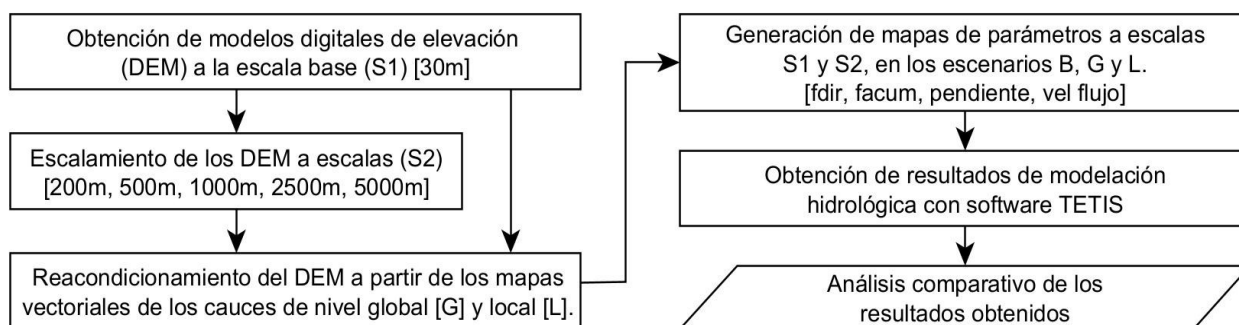 Obtención de modelos digitales de elevación
(DEM) a la escala base (S1) [30m]
Escalamiento de los DEM a escalas (S2)
[200m, 500m, 1000m, 2500m, 5000m]
Reacondicionamiento del DEM a partir de los mapas
vectoriales de los cauces de nivel global [G] y local [L].
Generación de mapas de parámetros a escalas
S1 y S2, en los escenarios B, G y L.
[fdir, facum, pendiente, vel flujo]
Obtención de resultados de modelación
hidrológica con software TETIS
Análisis comparativo de los
resultados obtenidos